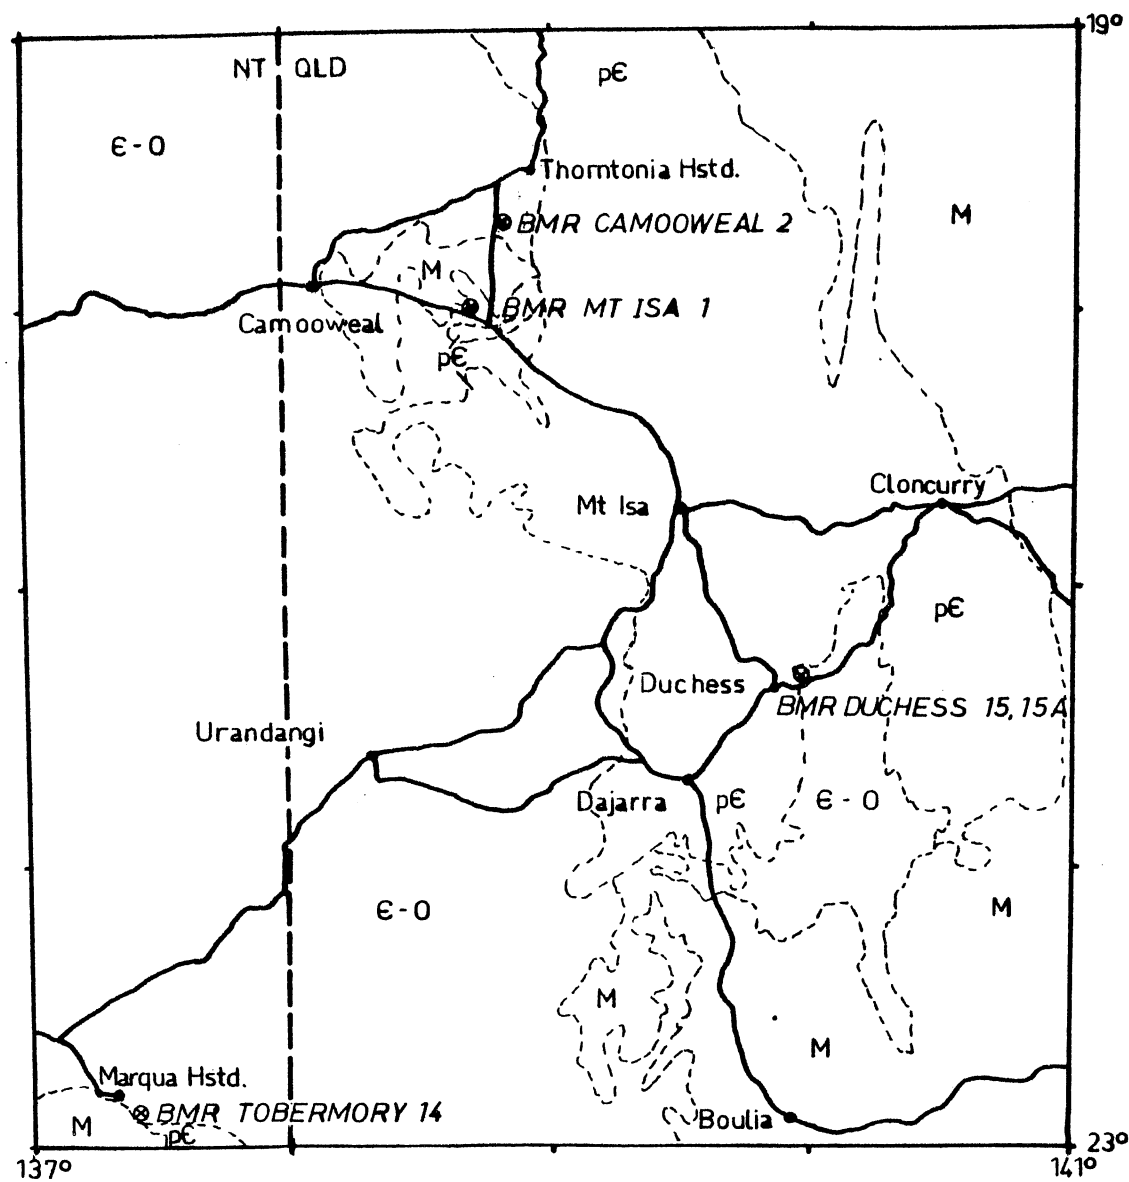 19°
NT QLD
pЄ
Є-O
Thorntonia Hstd.
M
BMR CAMOOWEAL 2
M
BMR MT ISA 1
Camooweal
pЄ
Cloncurry
Mt Isa
pЄ
Duchess
BMR DUCHESS 15,15A
Urandangi
Dajarra
pЄ
Є-O
Є-O
M
M
M
Marqua Hstd.
BMR TOBERMORY 14
Boulia
M
pЄ
137°
141°
23°